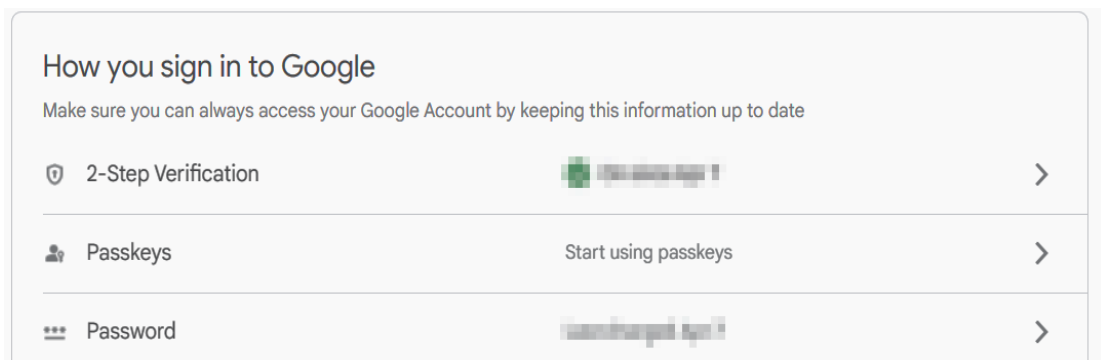 How you sign in to Google
Make sure you can always access your Google Account by keeping this information up to date
2-Step Verification
Passkeys Start using passkeys
Password